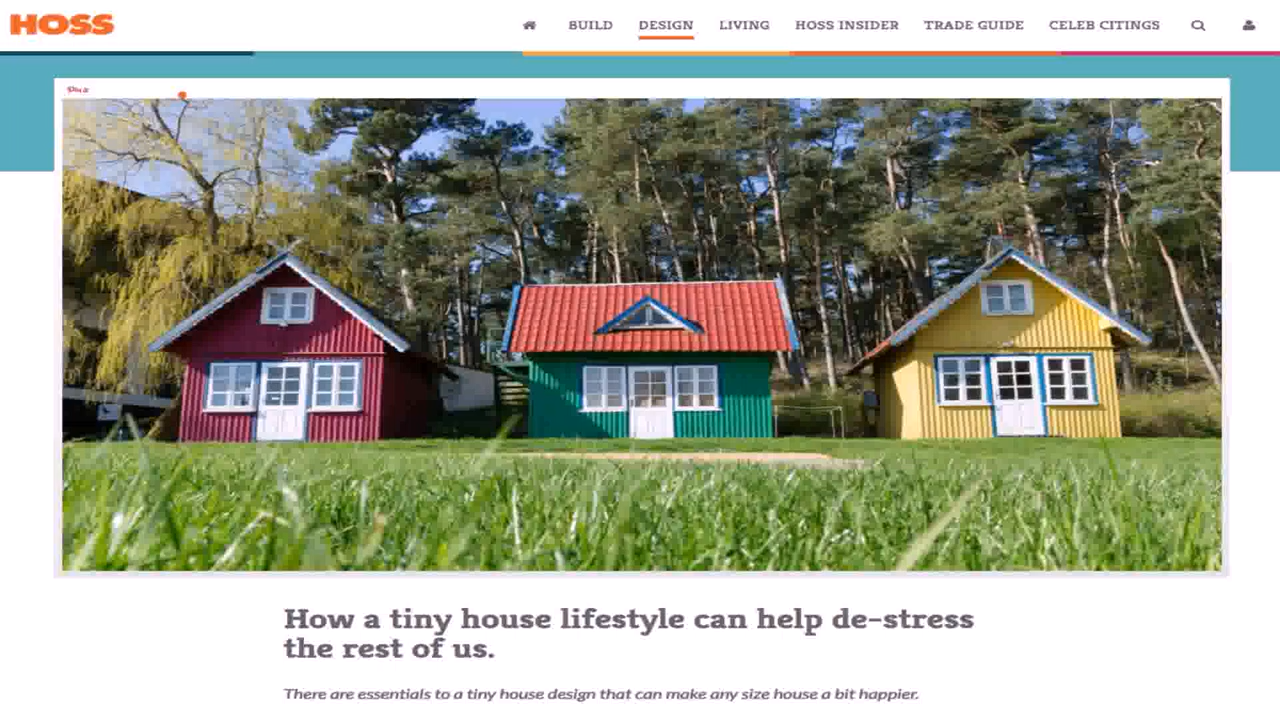 HOSS
BUILD DESIGN LIVING HOSS INSIDER TRADE GUIDE CELEB CITINGS
How a tiny house lifestyle can help de-stress
the rest of us.
There are essentials to a tiny house design that can make any size house a bit happier.